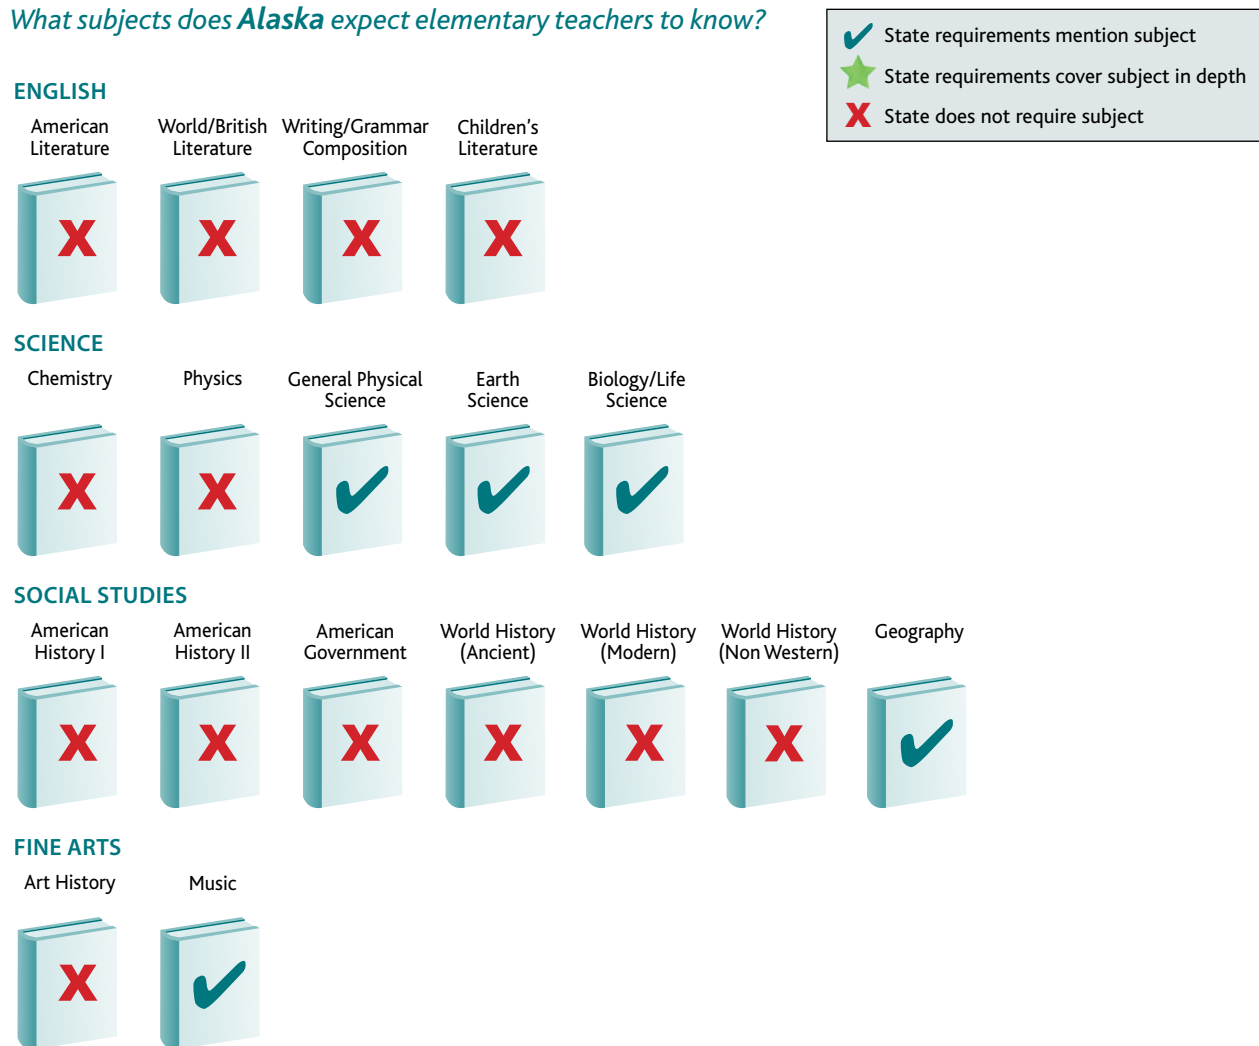 What subjects does Alaska expect elementary teachers to know?
State requirements mention subject
State requirements cover subject in depth
X State does not require subject
ENGLISH
American
Literature
World/British
Literature
Writing/Grammar
Composition
Children's
Literature
X
X
X
X
SCIENCE
Chemistry
Physics
General Physical
Science
Earth
Science
Biology/Life
Science
X
X
SOCIAL STUDIES
American
History I
American
History II
American
Government
World History
(Ancient)
World History
(Modern)
World History
(Non Western)
Geography
X
X
X
X
X
X
FINE ARTS
Art History
Music
X